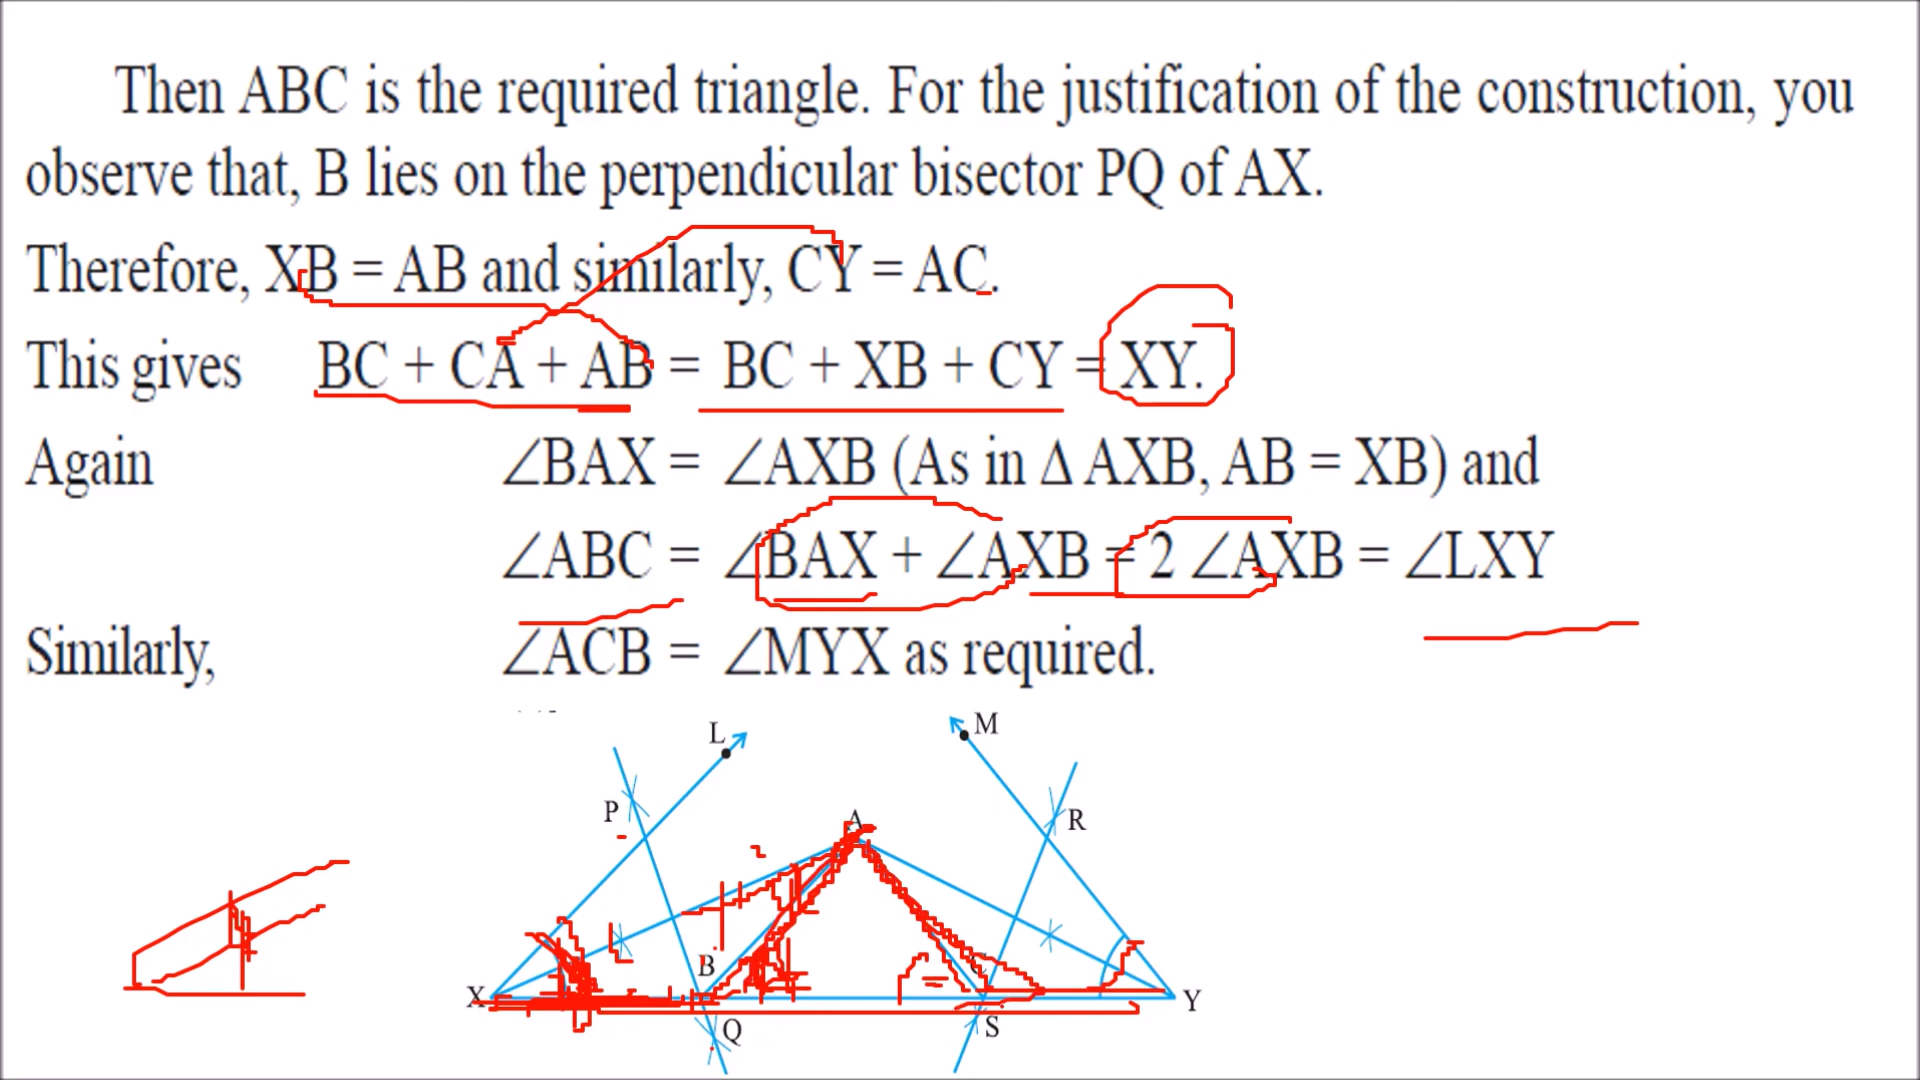 Then ABC is the required triangle. For the justification of the construction, you
observe that, B lies on the perpendicular bisector PQ of AX.
Therefore, XB = AB and similarly, CY = AC.
This gives BC + CA + AB = BC + XB + CY = XY.
Again ∠BAX = ∠AXB (As in Δ AXB, AB = XB) and
∠ABC = ∠BAX + ∠AXB = 2 ∠AXB = ∠LXY
Similarly, ∠ACB = ∠MYX as required.
L
M
P
A
R
B
C
X
Y
Q
S